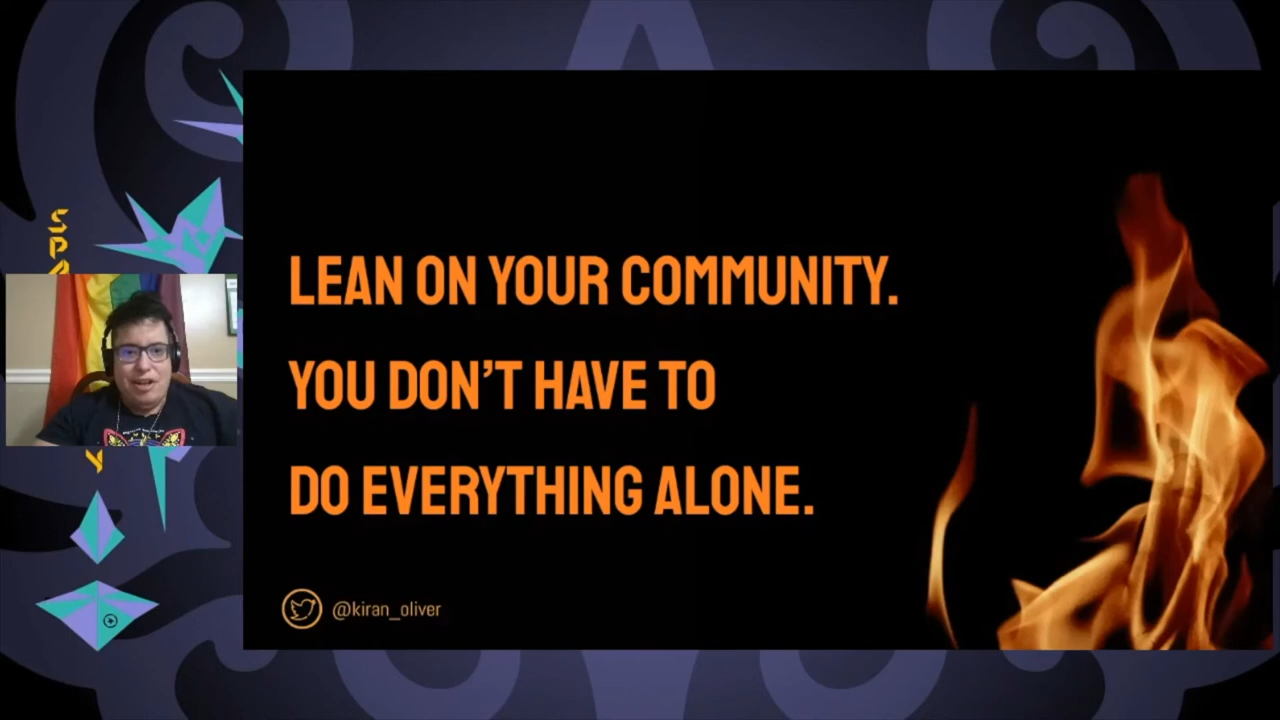 LEAN ON YOUR COMMUNITY.
YOU DON'T HAVE TO
DO EVERYTHING ALONE.
@kiran_oliver